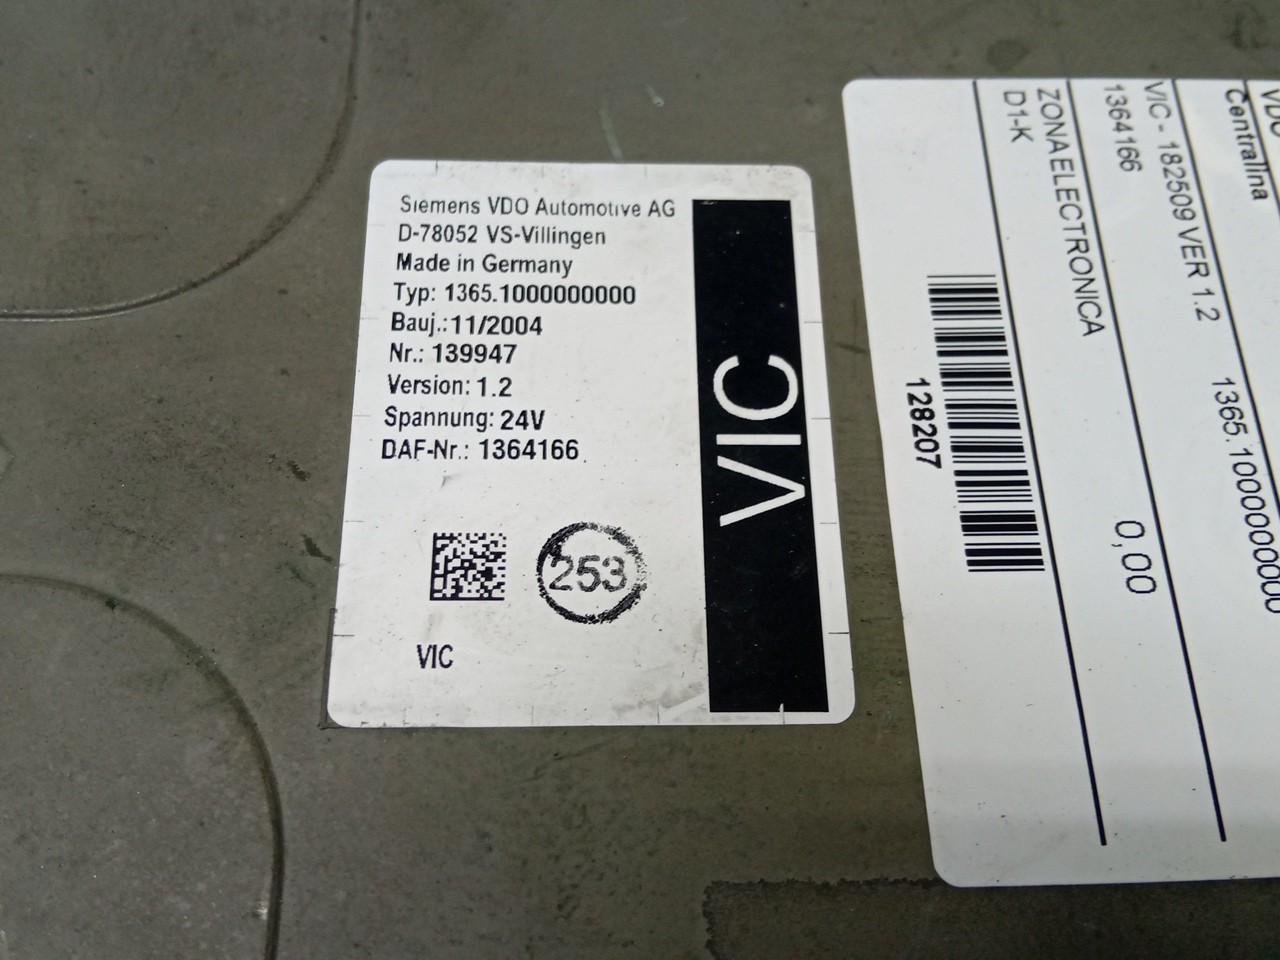 Siemens VDO Automotive AG
D-78052 VS-Villingen
Made in Germany
Typ: 1365.1000000000
Bauj.:11/2004
Nr.: 139947
Version: 1.2
Spannung: 24V
DAF-Nr.: 1364166
253
VIC
VIC
VDO
Centralina
1365.1000000000
VIC - 182509 VER 1.2
1364166
0,00
ZONAELECTRONICA
D1-K
128207